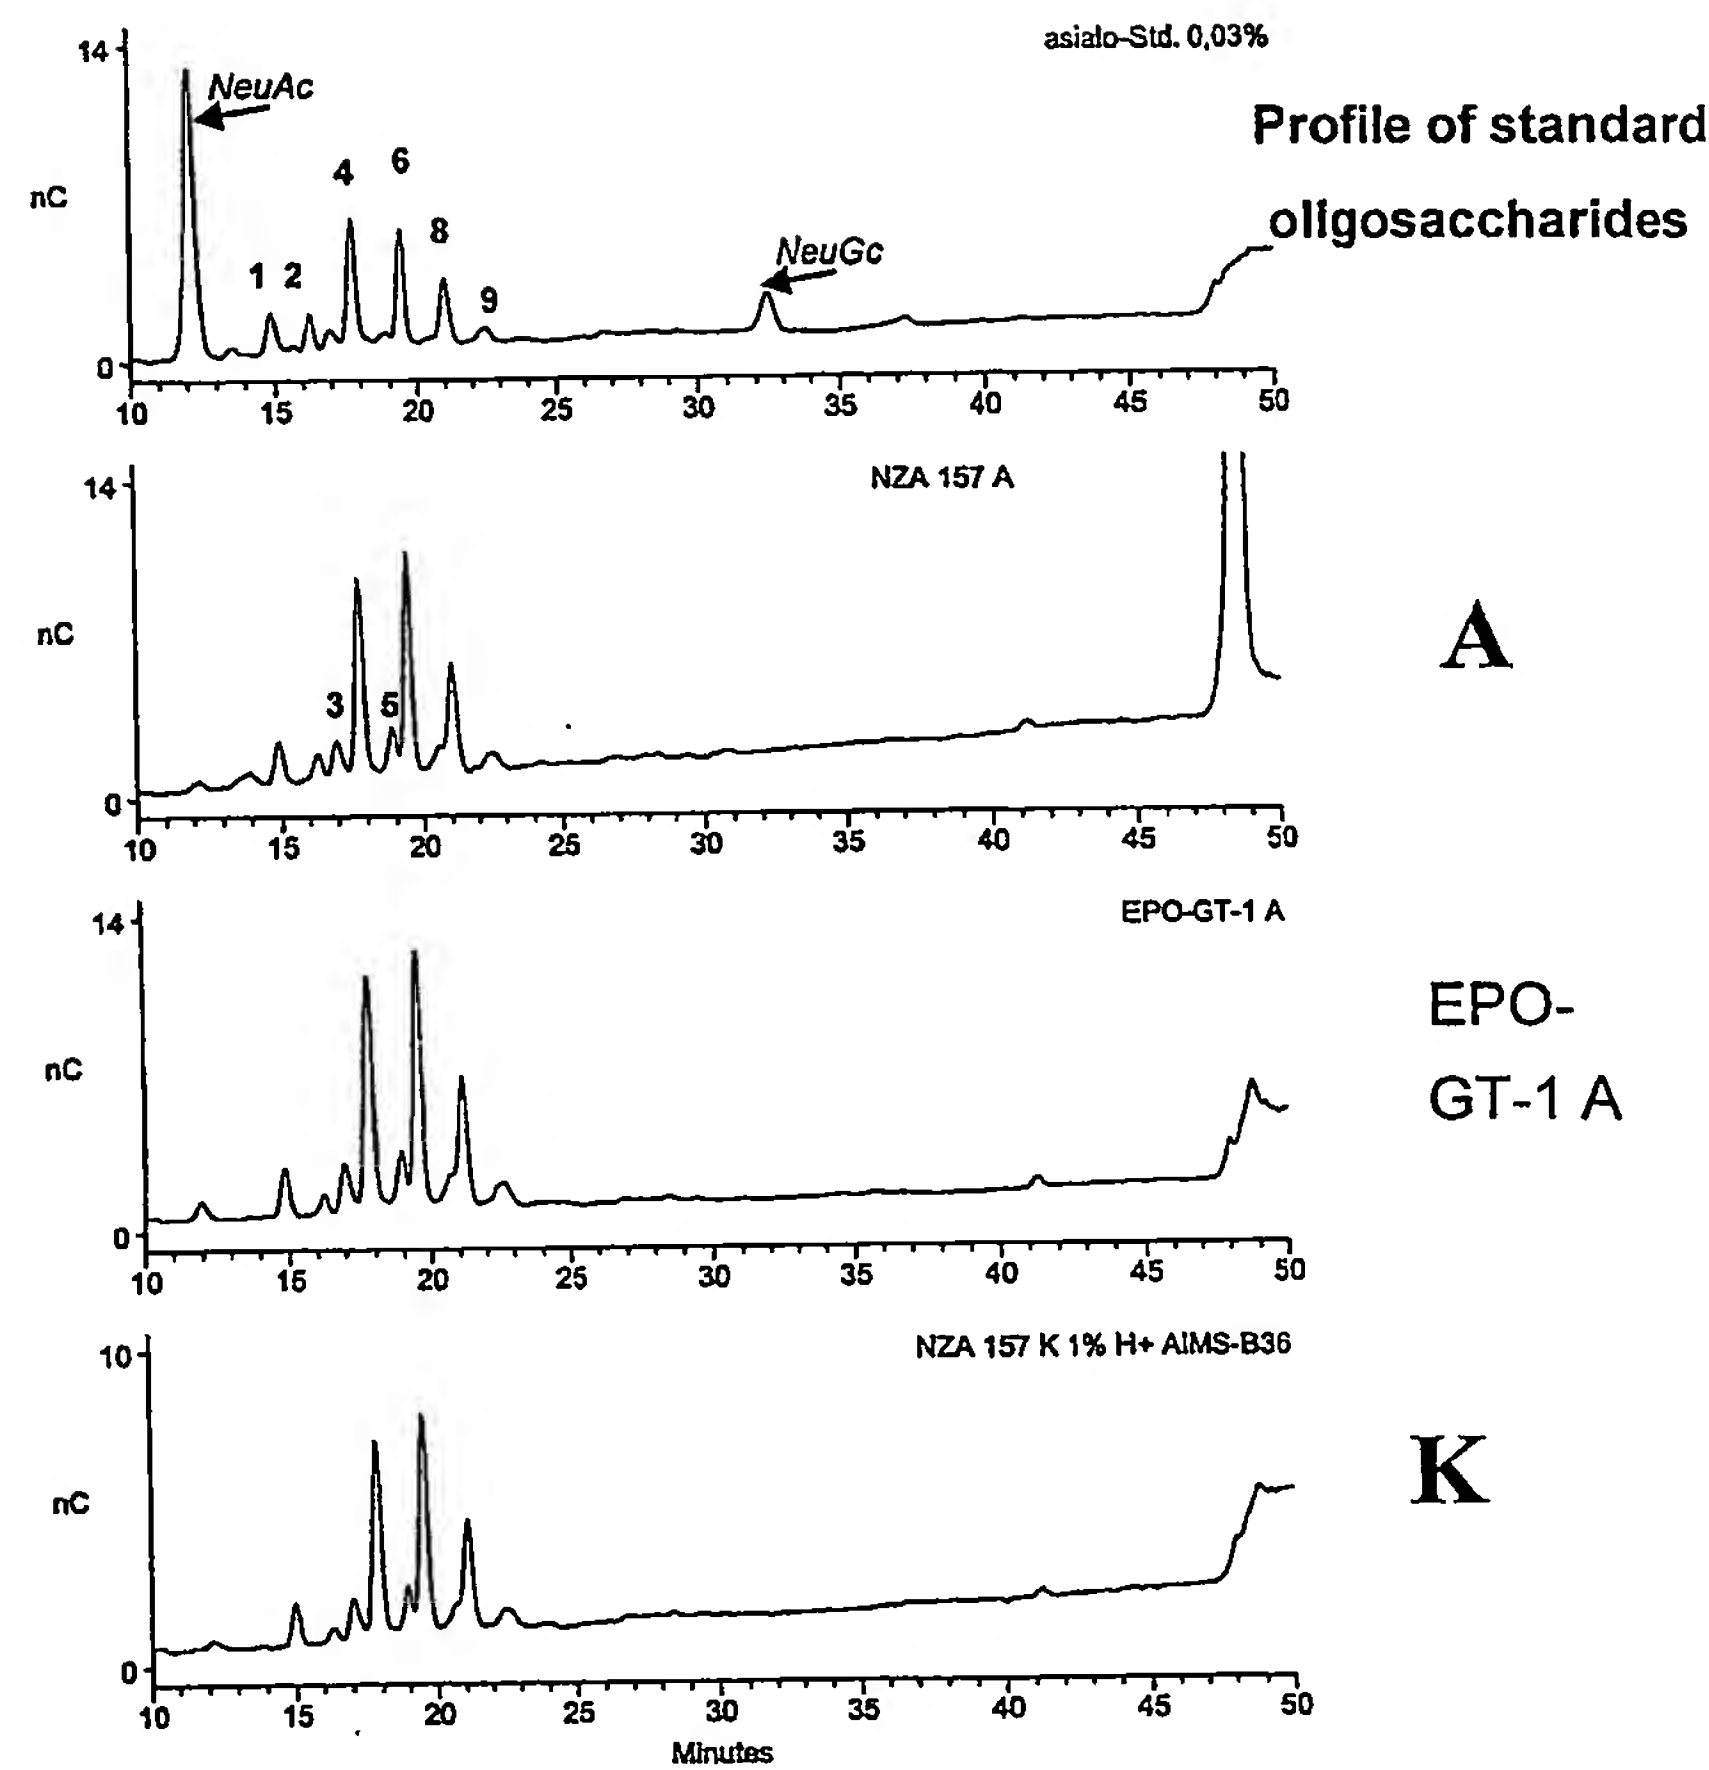 asialo-Std. 0,03%
14
NeuAc
Profile of standard
oligosaccharides
nC
4
6
8
1 2
9
NeuGc
0
10 15 20 25 30 35 40 45 50
NZA 157 A
14
nC
A
3
5
0
10 15 20 25 30 35 40 45 50
EPO-GT-1 A
14
nC
EPO-
GT-1 A
0
10 15 20 25 30 35 40 45 50
NZA 157 K 1% H+ AIMS-B36
10
nC
K
0
10 15 20 25 30 35 40 45 50
Minutes